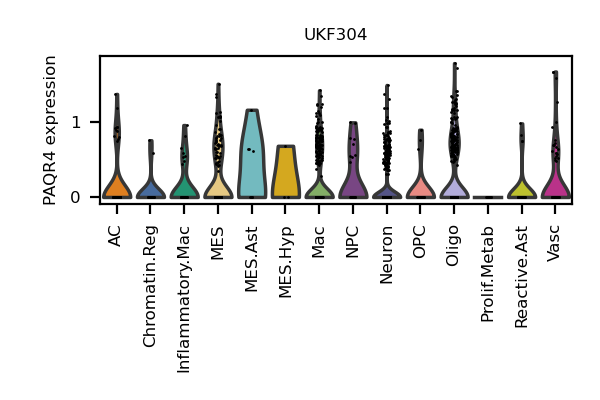 UKF304
PAQR4 expression
1
0
AC
Chromatin.Reg
Inflammatory.Mac
MES
MES.Ast
MES.Hyp
Mac
NPC
Neuron
OPC
Oligo
Prolif.Metab
Reactive.Ast
Vasc